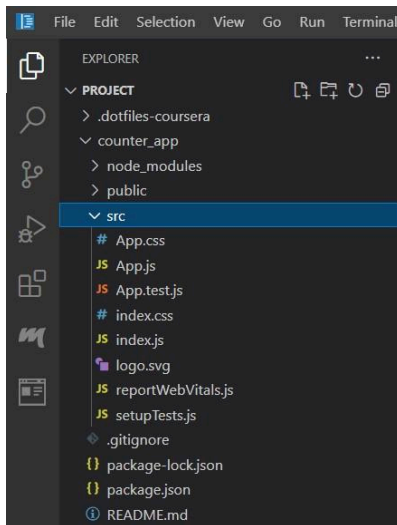 File Edit Selection View Go Run Terminal
EXPLORER
PROJECT
.dotfiles-coursera
counter_app
node_modules
public
src
# App.css
JS App.js
JS App.test.js
# index.css
JS index.js
logo.svg
JS reportWebVitals.js
JS setupTests.js
.gitignore
{} package-lock.json
{} package.json
README.md